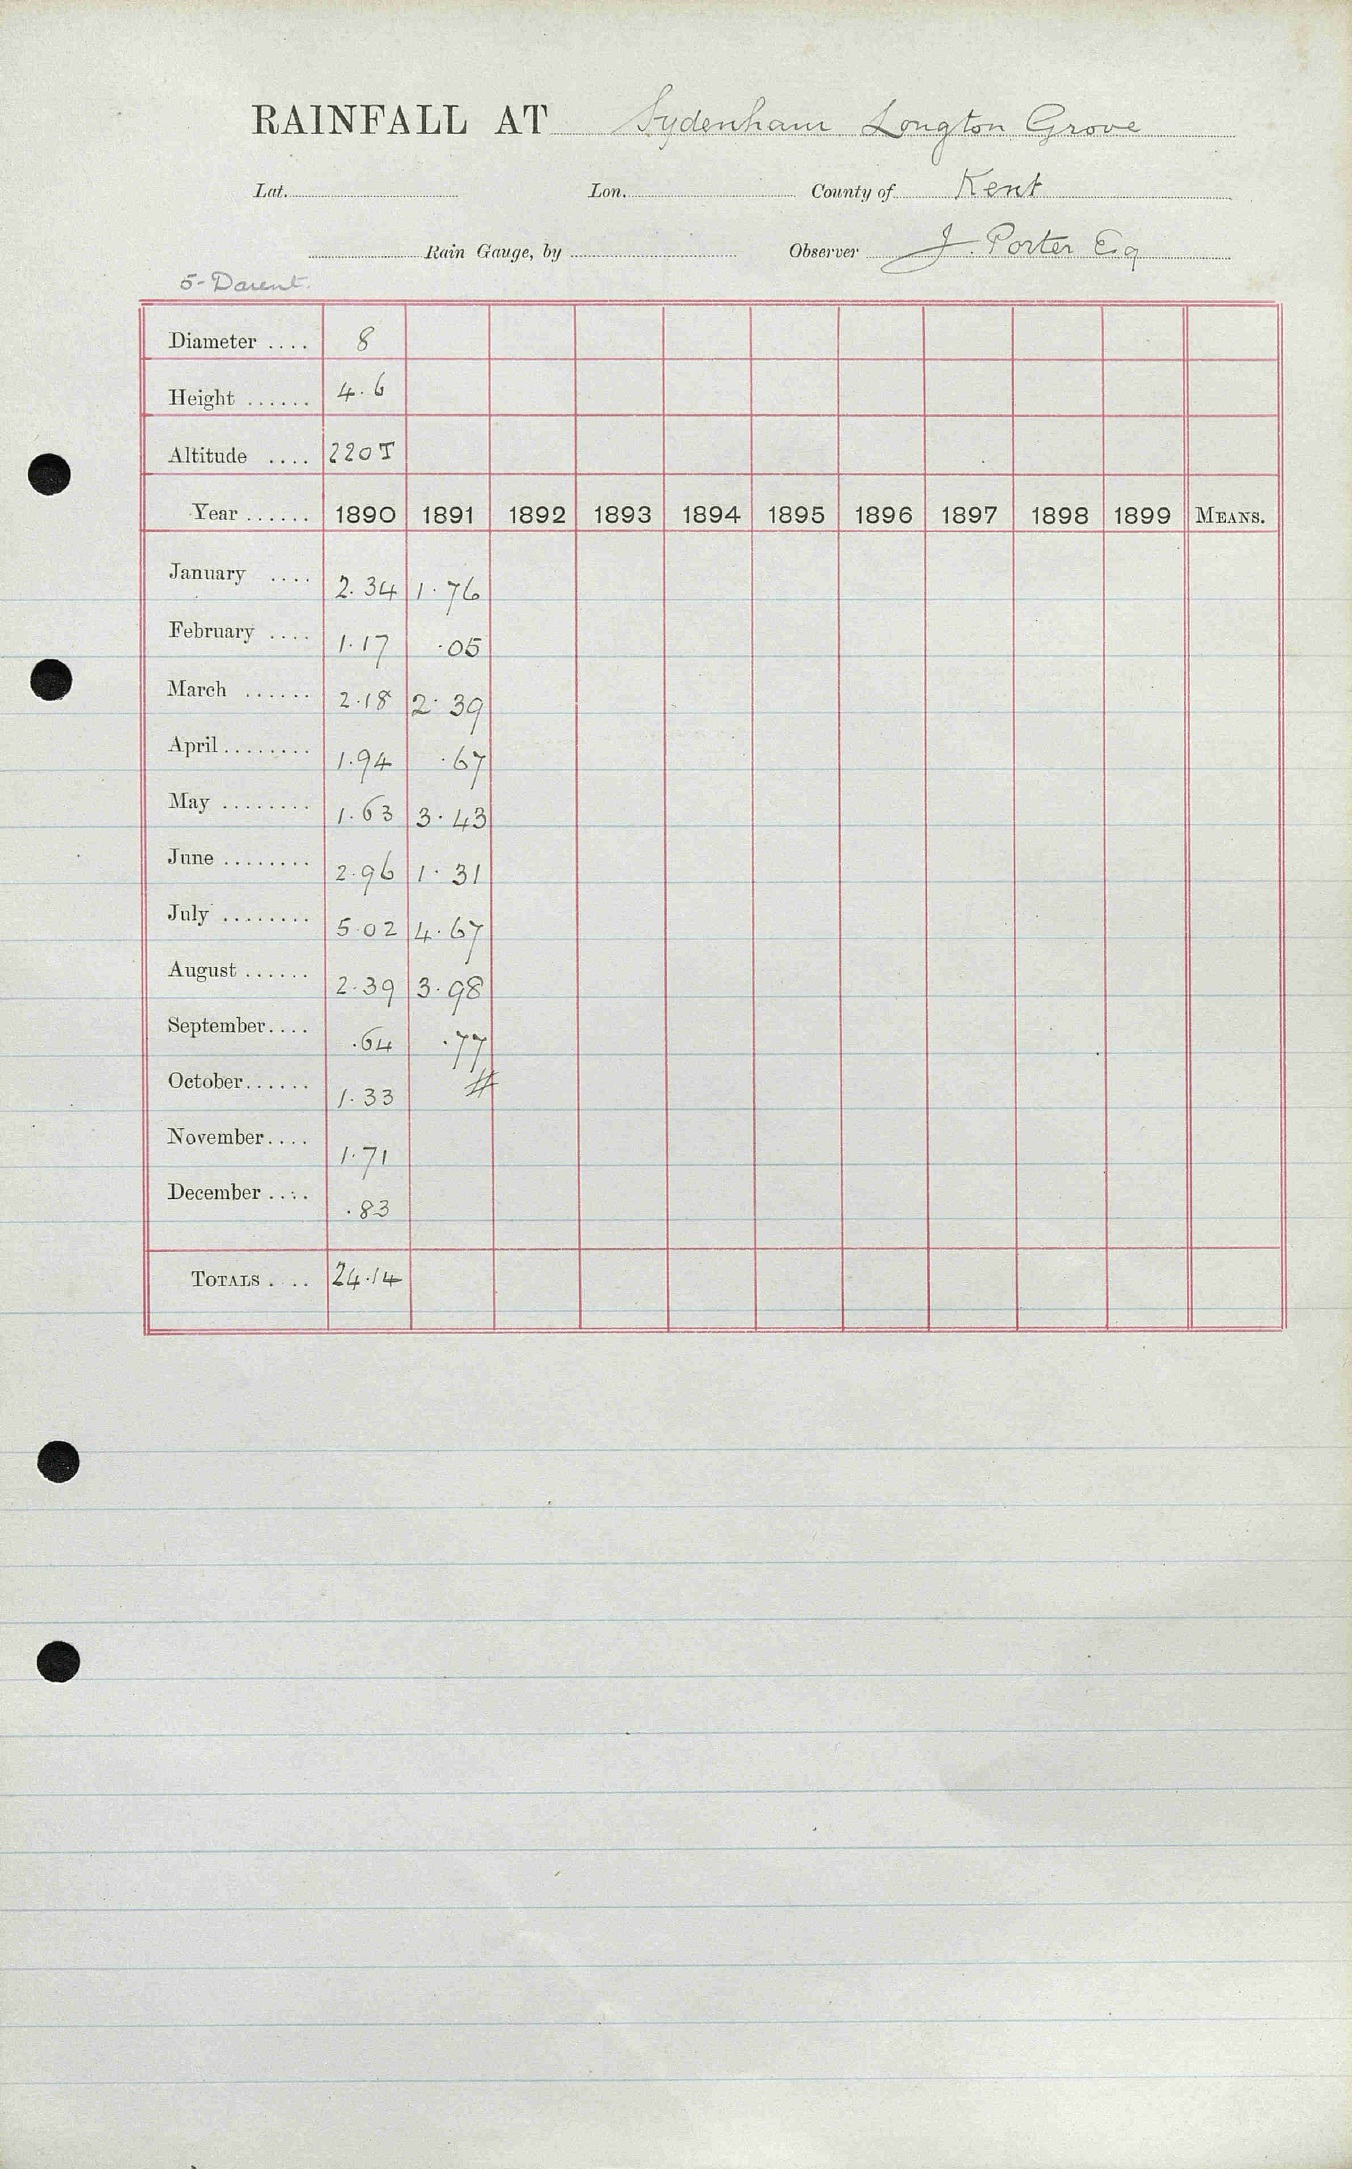 RAINFALL AT Sydenham Longton Grove
Lat. Lon. County of Kent
Rain Gauge, by Observer J. Porter Esq
5-Darent.
Diameter .... 8
Height ...... 4.6
Altitude .... 220T
Year ...... 1890 1891 1892 1893 1894 1895 1896 1897 1898 1899 MEANS.
January .... 2.34 1.76
February .... 1.17 .05
March ...... 2.18 2.39
April ........ 1.94 .67
May ........ 1.63 3.43
June ........ 2.96 1.31
July ........ 5.02 4.67
August ...... 2.39 3.98
September.... .64 .77
October...... 1.33 #
November.... 1.71
December .... .83
TOTALS .... 24.14